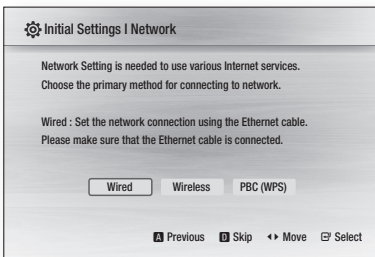 Initial Settings I Network
Network Setting is needed to use various Internet services.
Choose the primary method for connecting to network.
Wired : Set the network connection using the Ethernet cable.
Please make sure that the Ethernet cable is connected.
Wired Wireless PBC (WPS)
A Previous D Skip Move Select